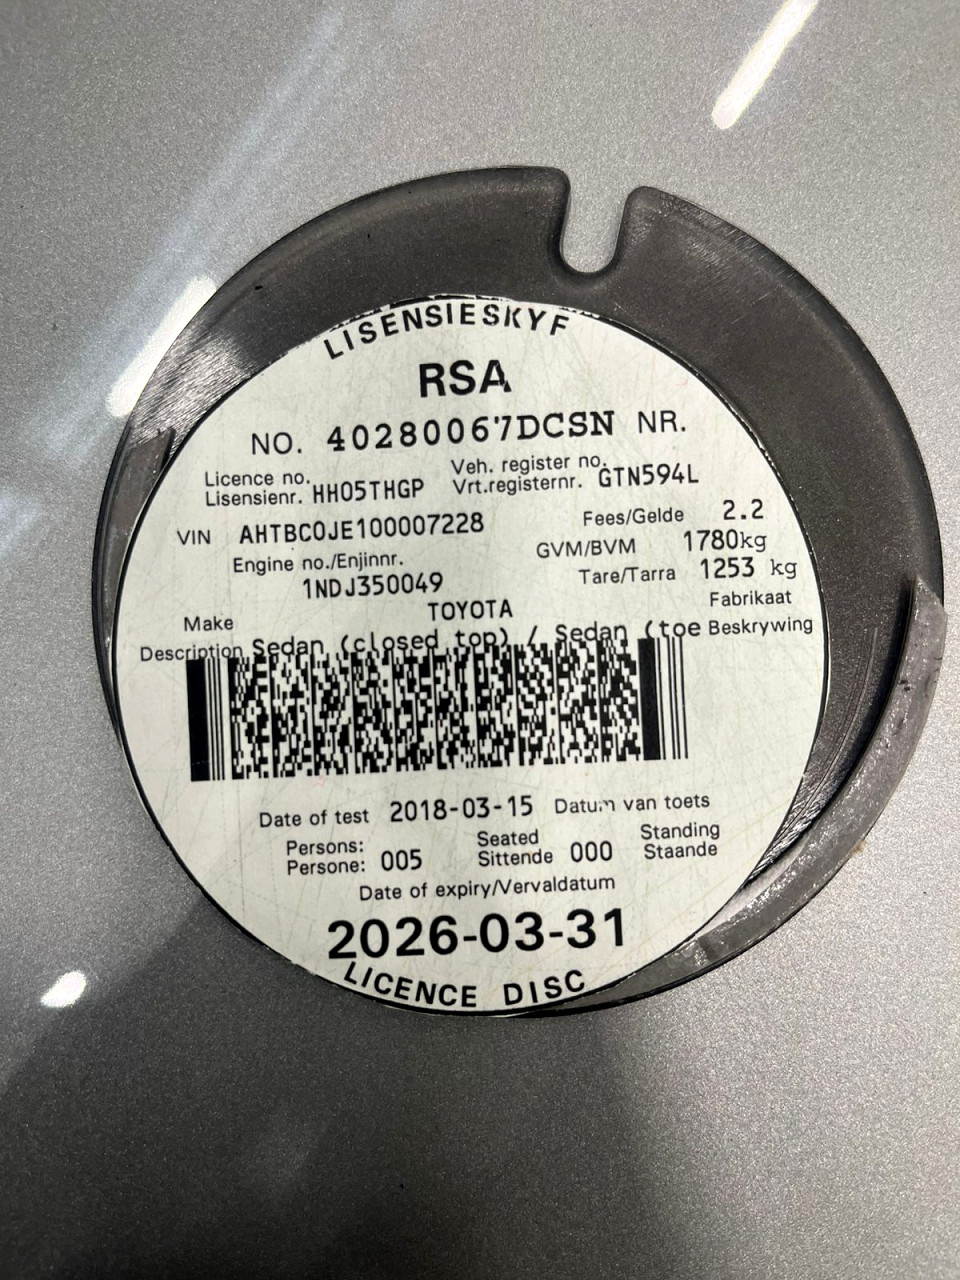 LISENSIESKYF
RSA
NO. 40280067DCSN NR.
Licence no. Veh. register no.
Lisensienr. HH05THGP Vrt.registernr. GTN594L
VIN AHTBC0JE100007228 Fees/Gelde 2.2
Engine no./Enjinnr. GVM/BVM 1780kg
1NDJ350049 Tare/Tarra 1253 kg
Make TOYOTA Fabrikaat
Description Sedan (closed top) / Sedan (toe Beskrywing
Date of test 2018-03-15 Datum van toets
Persons: Seated Standing
Persone: 005 Sittende 000 Staande
Date of expiry/Vervaldatum
2026-03-31
LICENCE DISC